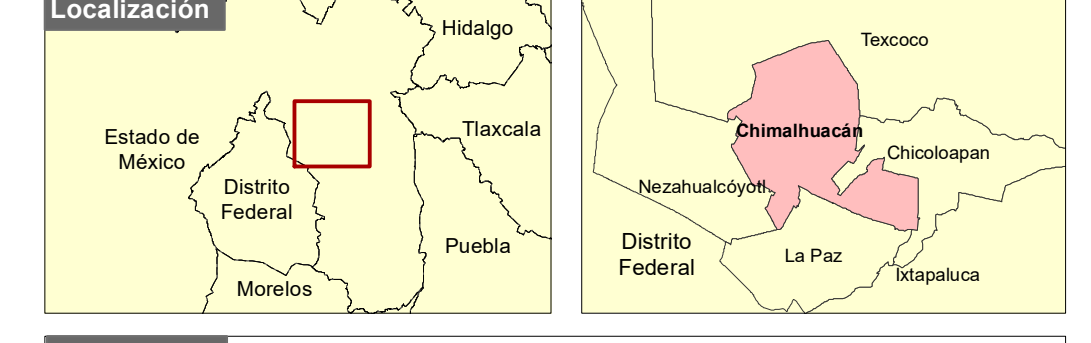 Localización
Hidalgo
Estado de
México
Tlaxcala
Distrito
Federal
Puebla
Morelos
Texcoco
Chimalhuacán
Chicoloapan
Nezahualcóyotl
Distrito
Federal
La Paz
Ixtapaluca